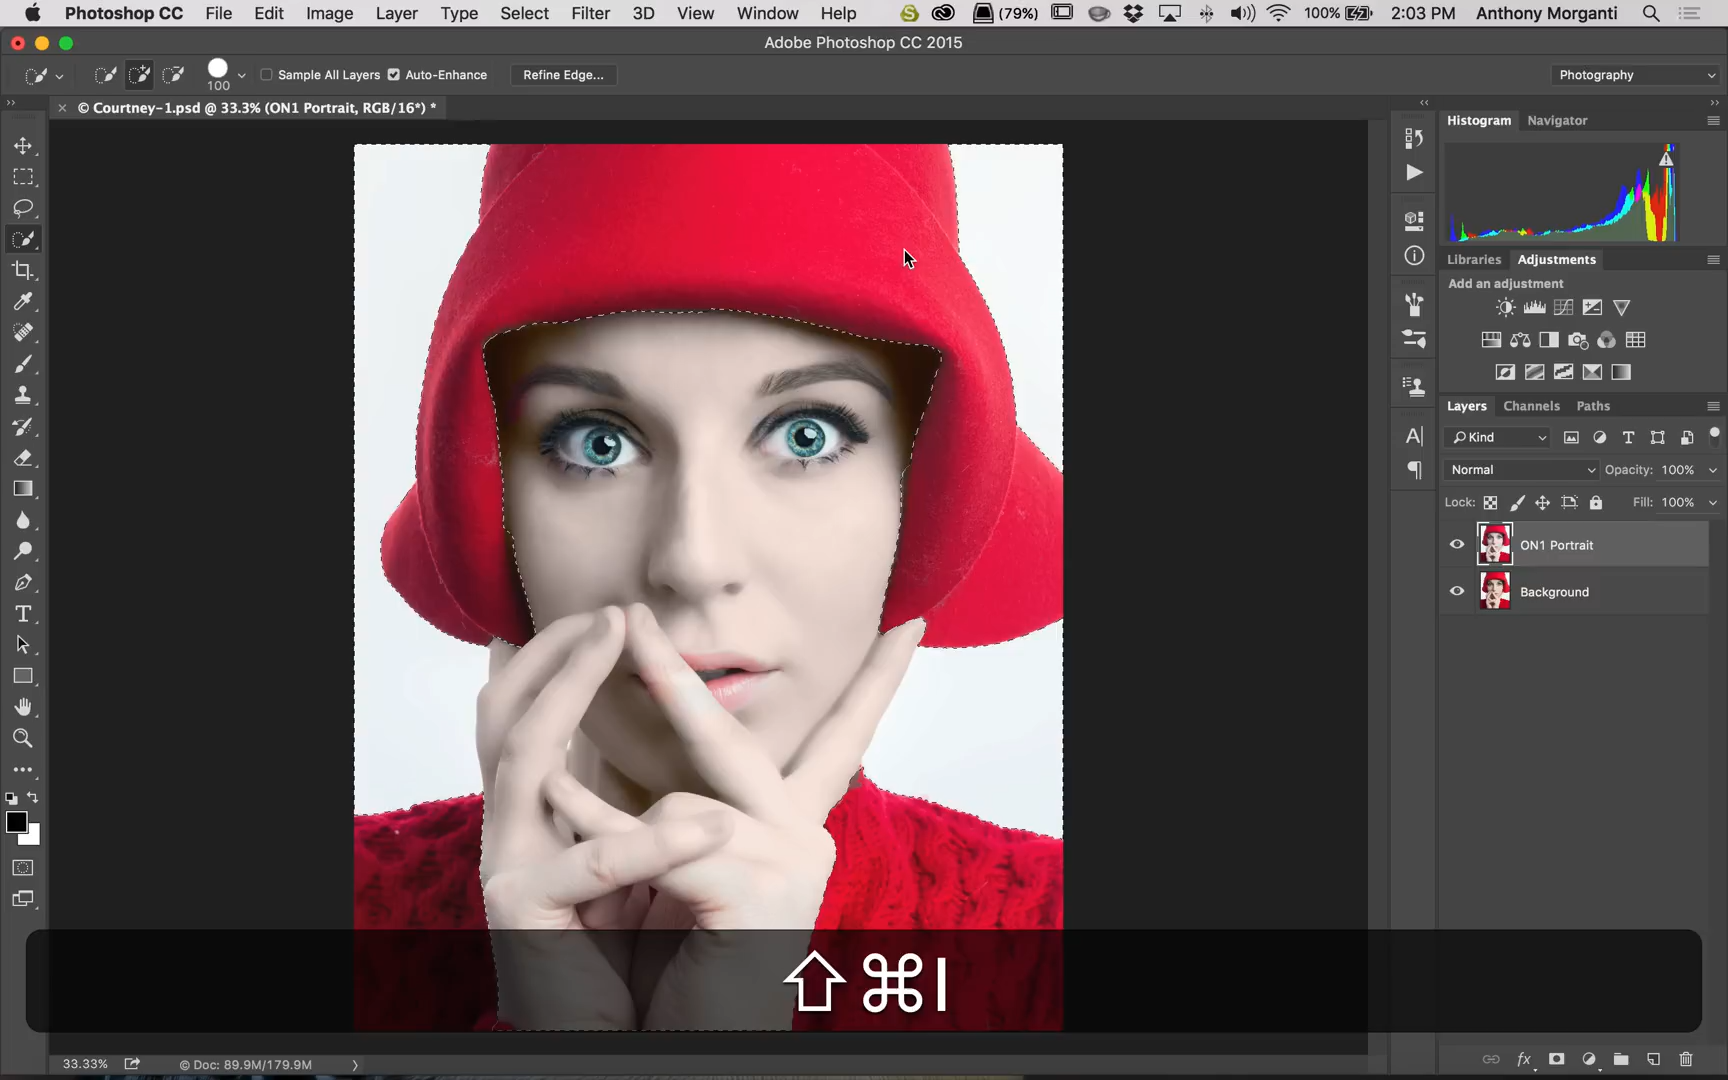 Photoshop CC File Edit Image Layer Type Select Filter 3D View Window Help (79%) 100% 2:03 PM Anthony Morganti
Adobe Photoshop CC 2015
100 Sample All Layers Auto-Enhance Refine Edge... Photography
© Courtney-1.psd @ 33.3% (ON1 Portrait, RGB/16*) *
Histogram Navigator
Libraries Adjustments
Add an adjustment
Layers Channels Paths
Kind
Normal Opacity: 100%
Lock: Fill: 100%
ON1 Portrait
Background
⇧⌘I
33.33% © Doc: 89.9M/179.9M
fx